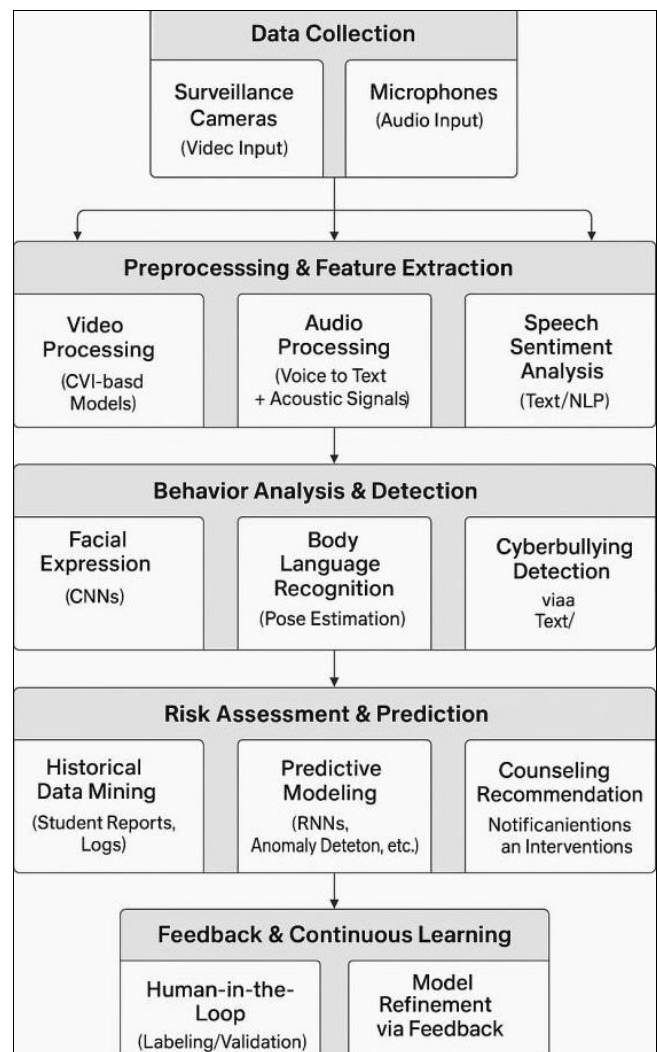 Data Collection
Surveillance
Cameras
(Videc Input)
Microphones
(Audio Input)
Preprocesssing & Feature Extraction
Video
Processing
(CVI-basd
Models)
Audio
Processing
(Voice to Text
+ Acoustic Signals)
Speech
Sentiment
Analysis
(Text/NLP)
Behavior Analysis & Detection
Facial
Expression
(CNNs)
Body
Language
Recognition
(Pose Estimation)
Cyberbullying
Detection
viaa
Text/
Risk Assessment & Prediction
Historical
Data Mining
(Student Reports,
Logs)
Predictive
Modeling
(RNNs,
Anomaly Deteton, etc.)
Counseling
Recommendation
Notificanientions
an Interventions
Feedback & Continuous Learning
Human-in-the-
Loop
(Labeling/Validation)
Model
Refinement
via Feedback